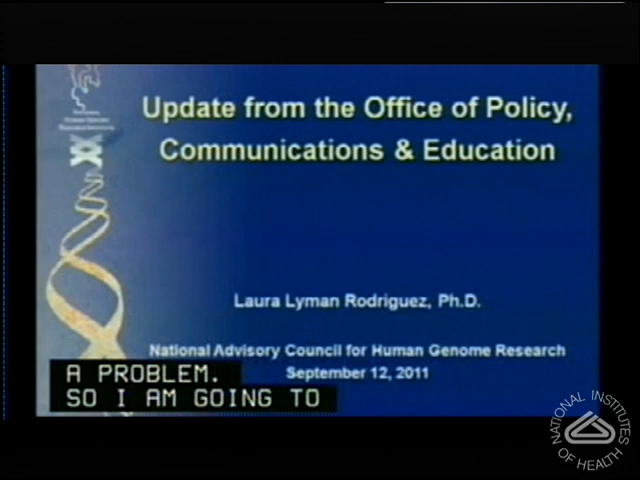 Update from the Office of Policy,
Communications & Education
Laura Lyman Rodriguez, Ph.D.
National Advisory Council for Human Genome Research
September 12, 2011
A PROBLEM.
SO I AM GOING TO
NATIONAL INSTITUTES
OF HEALTH